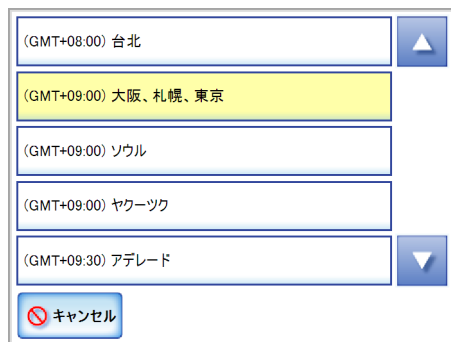 (GMT+08:00) 台北
(GMT+09:00) 大阪、札幌、東京
(GMT+09:00) ソウル
(GMT+09:00) ヤクーツク
(GMT+09:30) アデレード
キャンセル